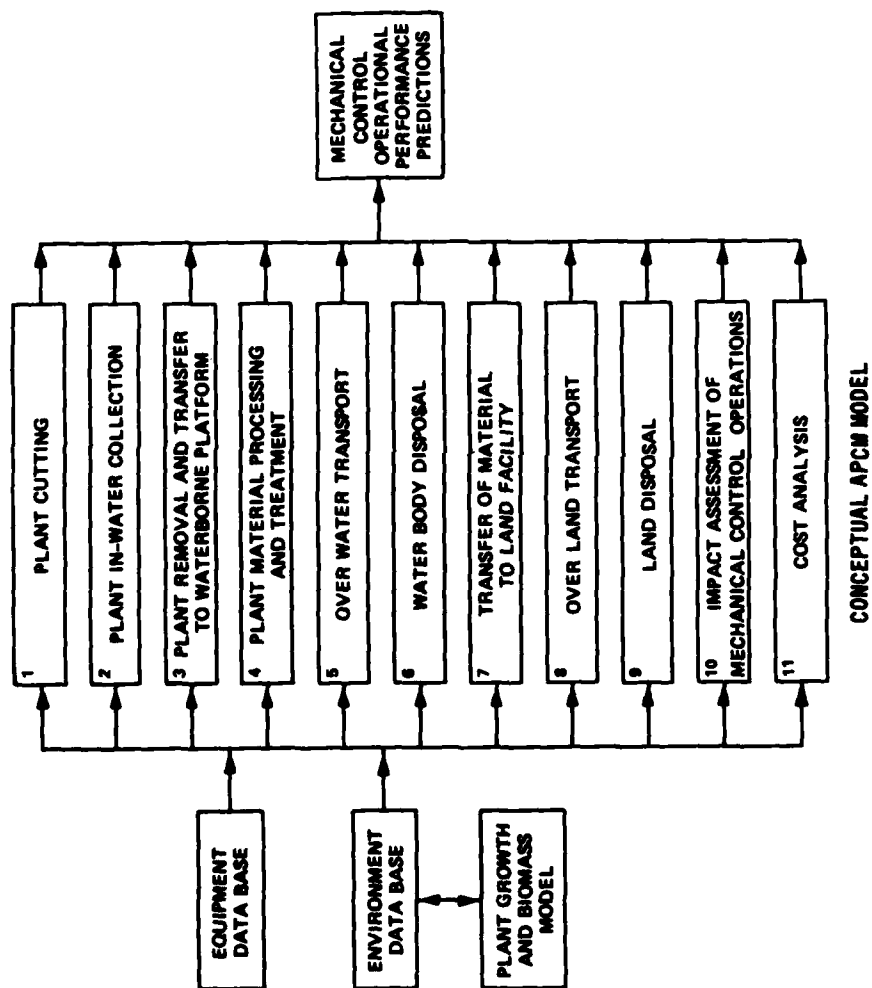 EQUIPMENT
DATA BASE
ENVIRONMENT
DATA BASE
PLANT GROWTH
AND BIOMASS
MODEL
1
PLANT CUTTING
2
PLANT IN-WATER COLLECTION
3
PLANT REMOVAL AND TRANSFER
TO WATERBORNE PLATFORM
4
PLANT MATERIAL PROCESSING
AND TREATMENT
5
OVER WATER TRANSPORT
6
WATER BODY DISPOSAL
7
TRANSFER OF MATERIAL
TO LAND FACILITY
8
OVER LAND TRANSPORT
9
LAND DISPOSAL
10
IMPACT ASSESSMENT OF
MECHANICAL CONTROL OPERATIONS
11
COST ANALYSIS
MECHANICAL
CONTROL
OPERATIONAL
PERFORMANCE
PREDICTIONS
CONCEPTUAL APCM MODEL